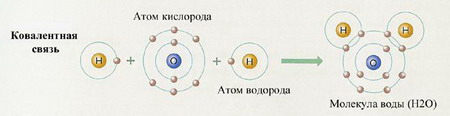 Атом кислорода
Ковалентная
связь
H + O + H
Атом водорода
H H
O
Молекула воды (H2O)